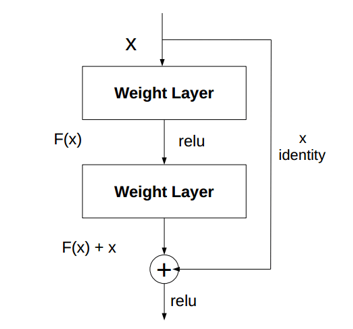 X
Weight Layer
F(x)
relu
x
identity
Weight Layer
F(x) + x
+
relu